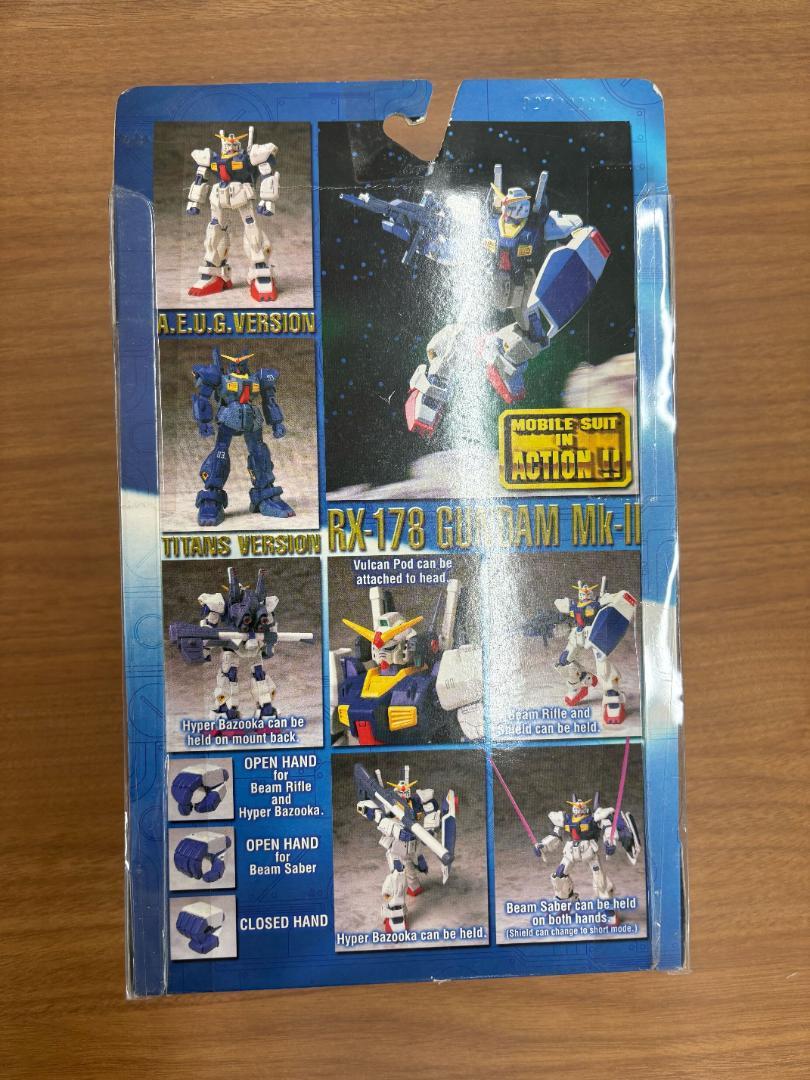 A.E.U.G. VERSION
MOBILE SUIT
IN
ACTION!!
TITANS VERSION
RX-178 GUNDAM Mk-II
Hyper Bazooka can be
held on mount back.
Vulcan Pod can be
attached to head.
Beam Rifle and
Shield can be held.
OPEN HAND
for
Beam Rifle
and
Hyper Bazooka.
OPEN HAND
for
Beam Saber
CLOSED HAND
Hyper Bazooka can be held.
Beam Saber can be held
on both hands.
(Shield can change to short mode.)